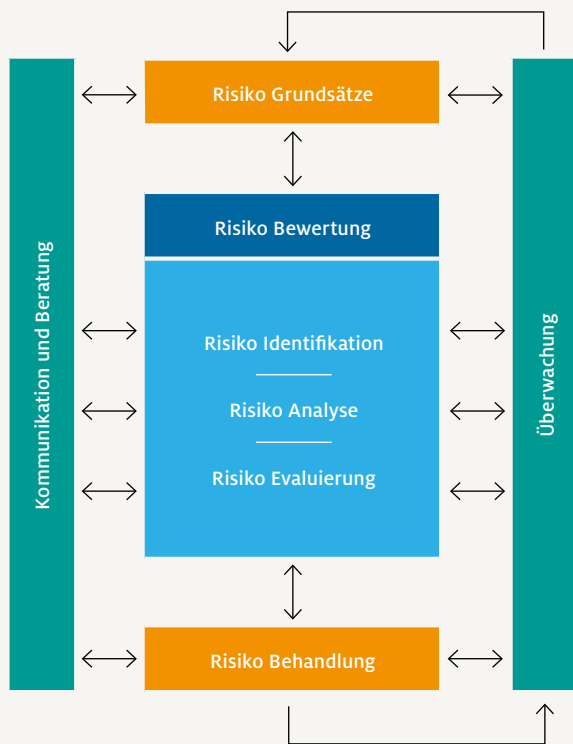 Risiko Grundsätze
Risiko Bewertung
Risiko Identifikation
Risiko Analyse
Risiko Evaluierung
Risiko Behandlung
Kommunikation und Beratung
Überwachung